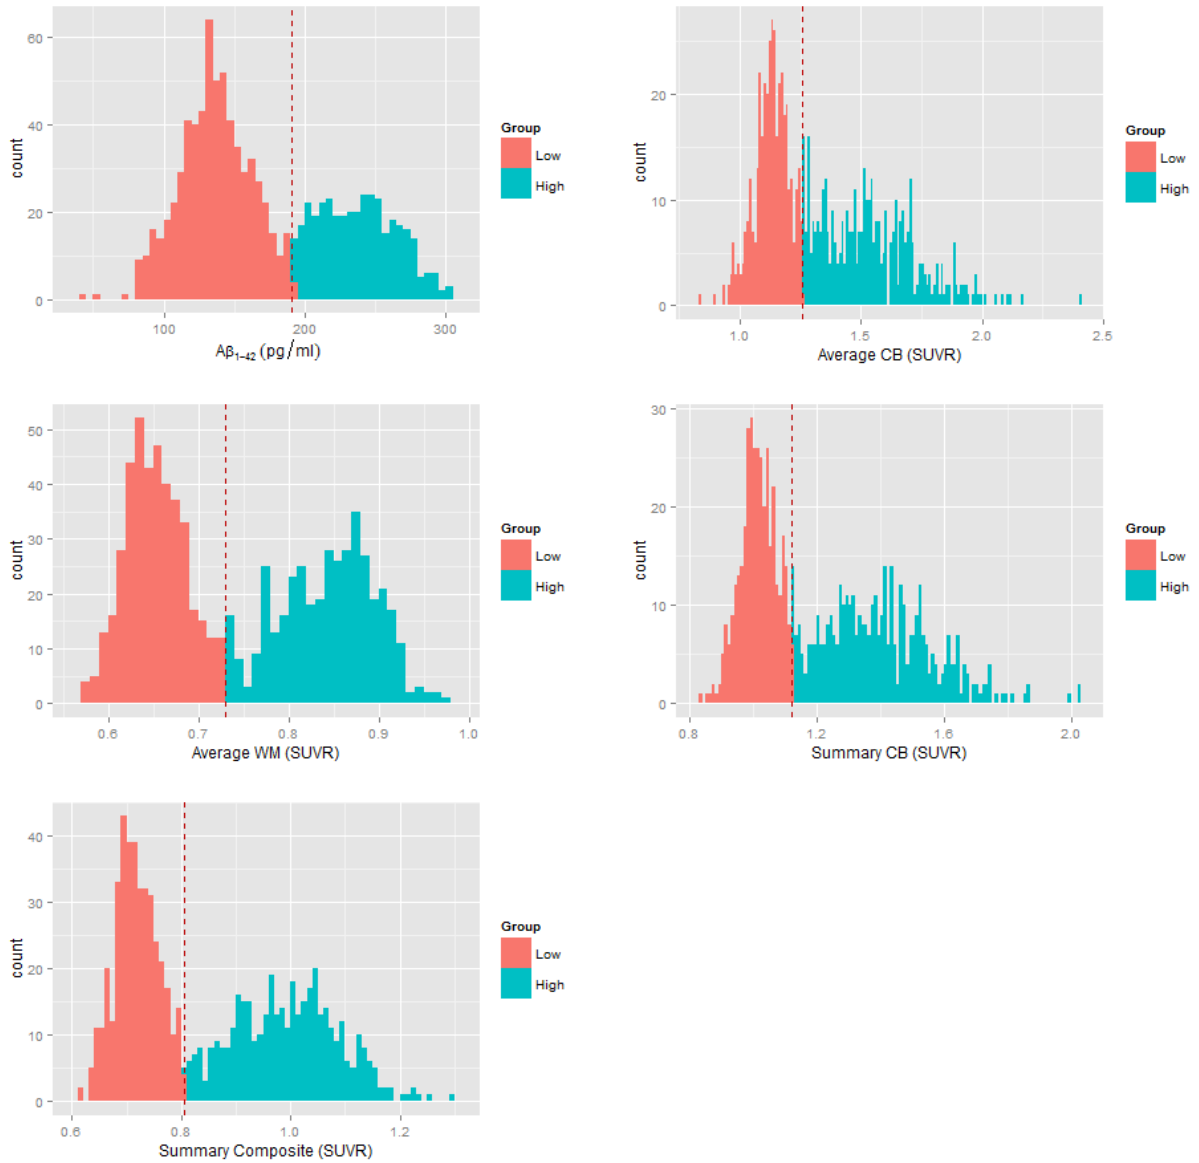 60
40
20
0
count
100
200
300
Aβ1−42 (pg/ml)
Group
Low
High
20
10
0
count
1.0
1.5
2.0
2.5
Average CB (SUVR)
Group
Low
High
50
40
30
20
10
0
count
0.6
0.7
0.8
0.9
1.0
Average WM (SUVR)
Group
Low
High
30
20
10
0
count
0.8
1.2
1.6
2.0
Summary CB (SUVR)
Group
Low
High
40
30
20
10
0
count
0.6
0.8
1.0
1.2
Summary Composite (SUVR)
Group
Low
High